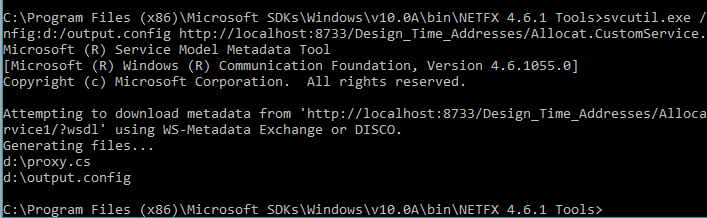 C:\Program Files (x86)\Microsoft SDKs\Windows\v10.0A\bin\NETFX 4.6.1 Tools>svcutil.exe /
nfig:d:/output.config http://localhost:8733/Design_Time_Addresses/Allocat.CustomService.
Microsoft (R) Service Model Metadata Tool
[Microsoft (R) Windows (R) Communication Foundation, Version 4.6.1055.0]
Copyright (c) Microsoft Corporation.  All rights reserved.
Attempting to download metadata from 'http://localhost:8733/Design_Time_Addresses/Alloca
rvice1/?wsdl' using WS-Metadata Exchange or DISCO.
Generating files...
d:\proxy.cs
d:\output.config
C:\Program Files (x86)\Microsoft SDKs\Windows\v10.0A\bin\NETFX 4.6.1 Tools>